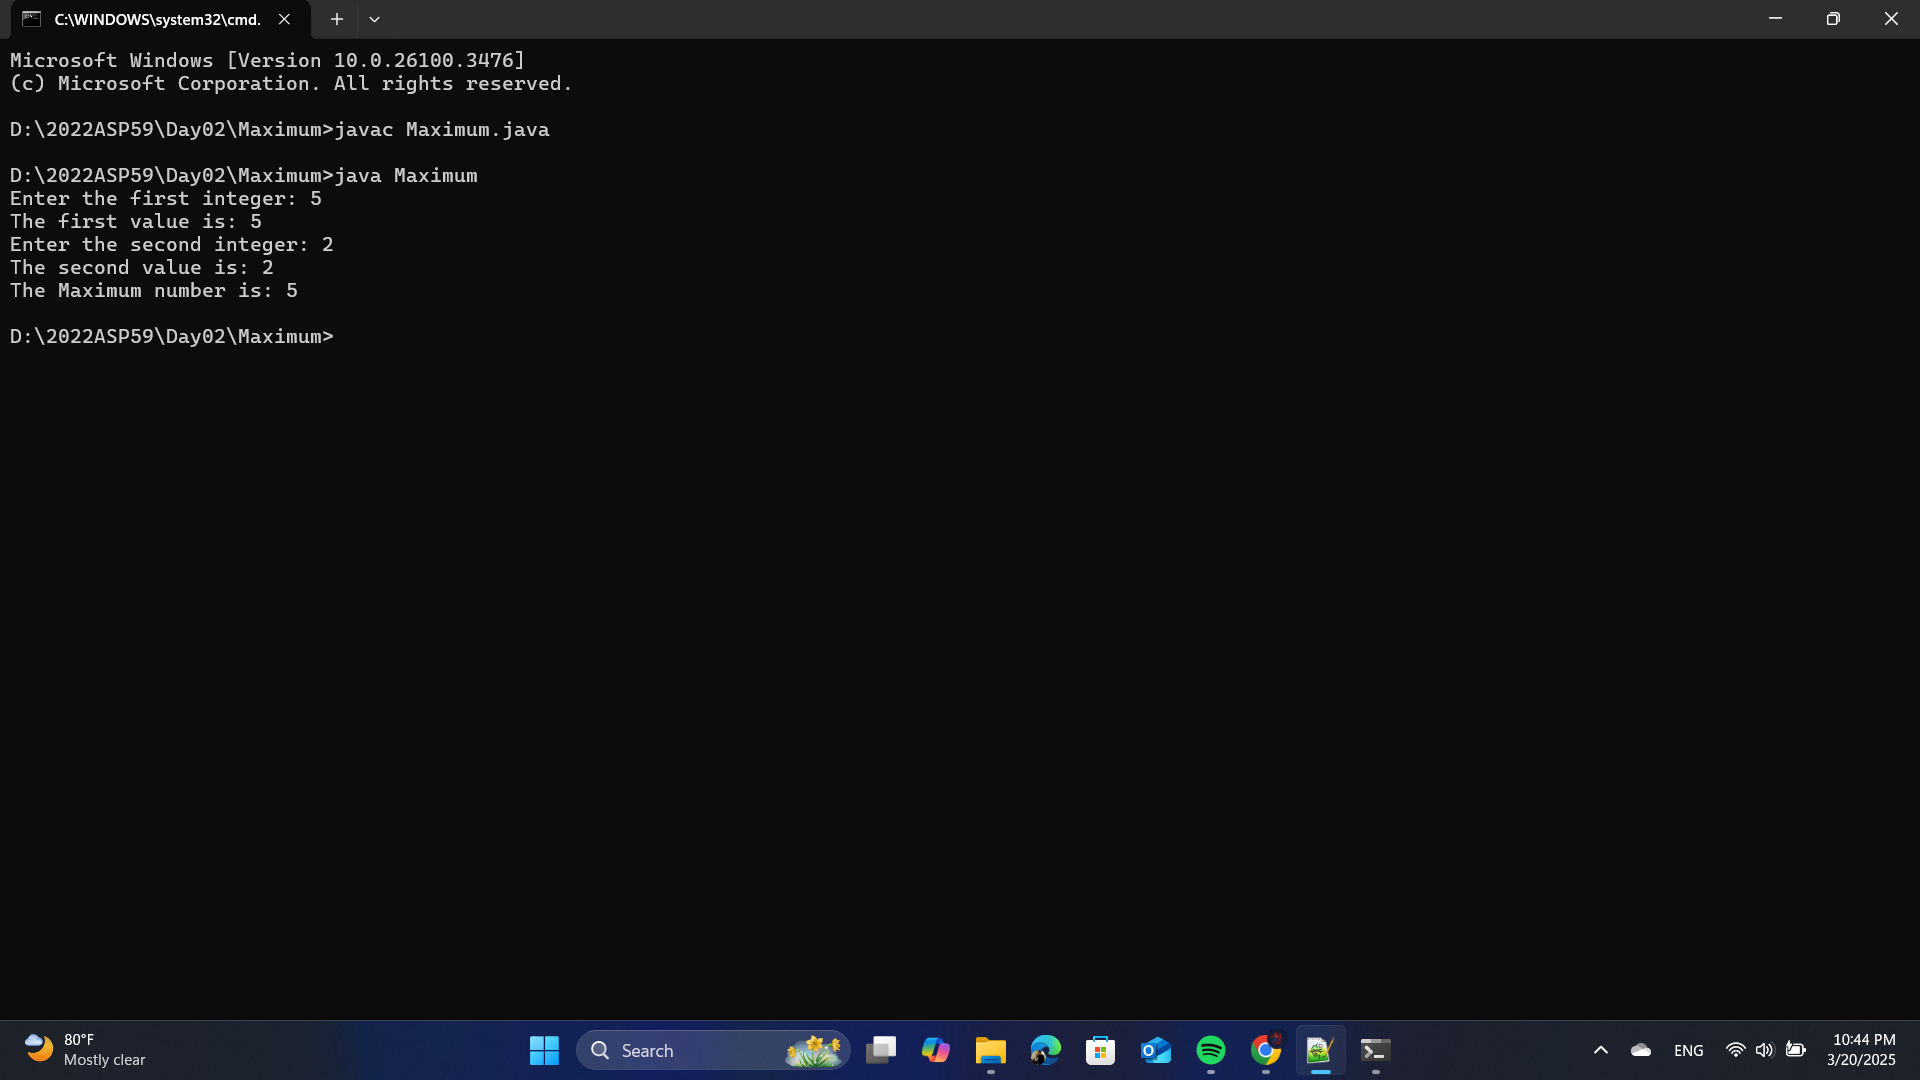 C:\WINDOWS\system32\cmd.
Microsoft Windows [Version 10.0.26100.3476]
(c) Microsoft Corporation. All rights reserved.
D:\2022ASP59\Day02\Maximum>javac Maximum.java
D:\2022ASP59\Day02\Maximum>java Maximum
Enter the first integer: 5
The first value is: 5
Enter the second integer: 2
The second value is: 2
The Maximum number is: 5
D:\2022ASP59\Day02\Maximum>
80°F
Mostly clear
Search
ENG
10:44 PM
3/20/2025